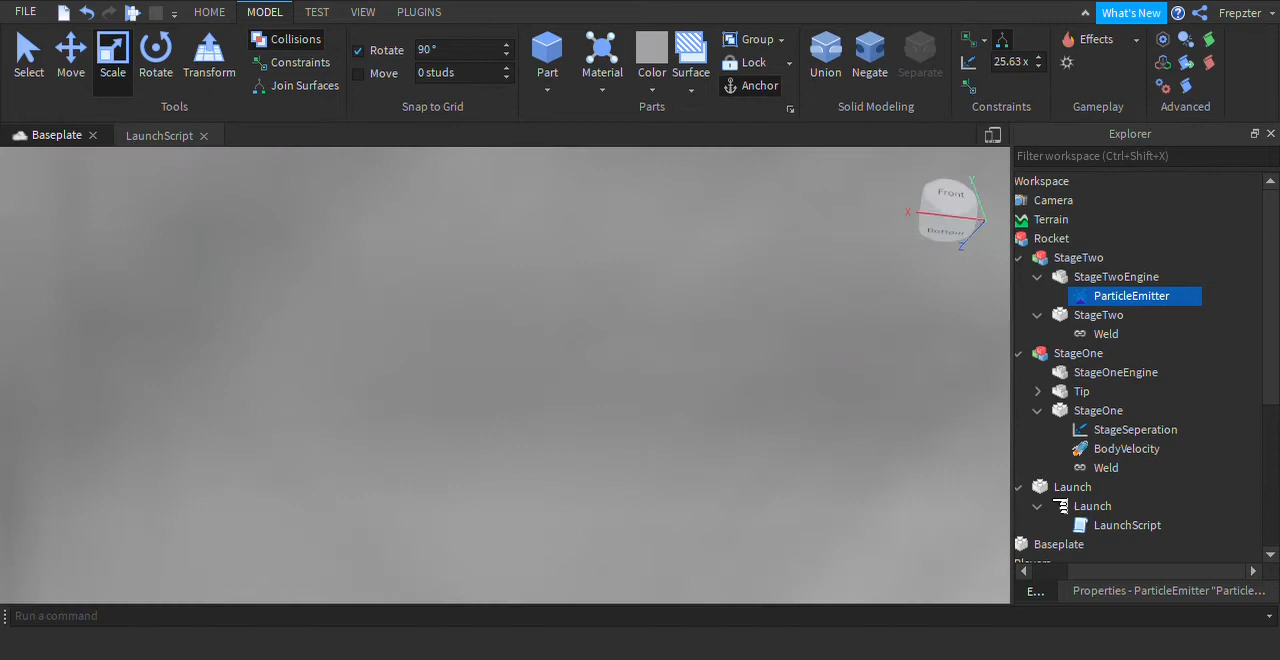 FILE HOME MODEL TEST VIEW PLUGINS What's New Frepzter
Select Move Scale Rotate Transform
Tools
Collisions
Constraints
Join Surfaces
Rotate 90°
Move 0 studs
Snap to Grid
Part Material Color Surface
Group
Lock
Anchor
Parts
Union Negate Separate
Solid Modeling
25.63 x
Constraints
Effects
Gameplay
Advanced
Baseplate LaunchScript
Front
Bottom
X
Y
Z
Explorer
Filter workspace (Ctrl+Shift+X)
Workspace
Camera
Terrain
Rocket
StageTwo
StageTwoEngine
ParticleEmitter
StageTwo
Weld
StageOne
StageOneEngine
Tip
StageOne
StageSeperation
BodyVelocity
Weld
Launch
Launch
LaunchScript
Baseplate
Players
E... Properties - ParticleEmitter "Particle...
Run a command